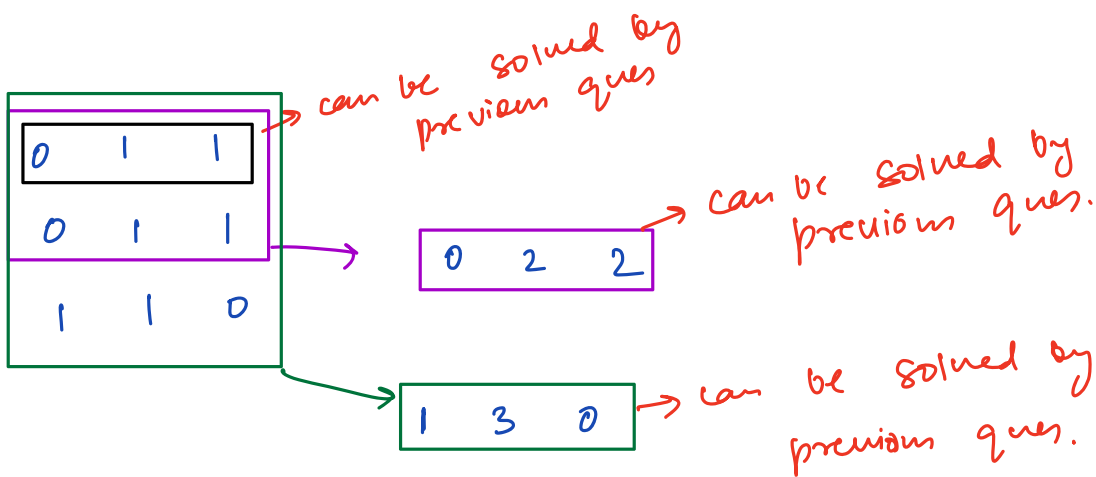 can be solved by
previous ques
0 1 1
0 1 1
1 1 0
can be solved by
previous ques.
0 2 2
can be solved by
previous ques.
1 3 0